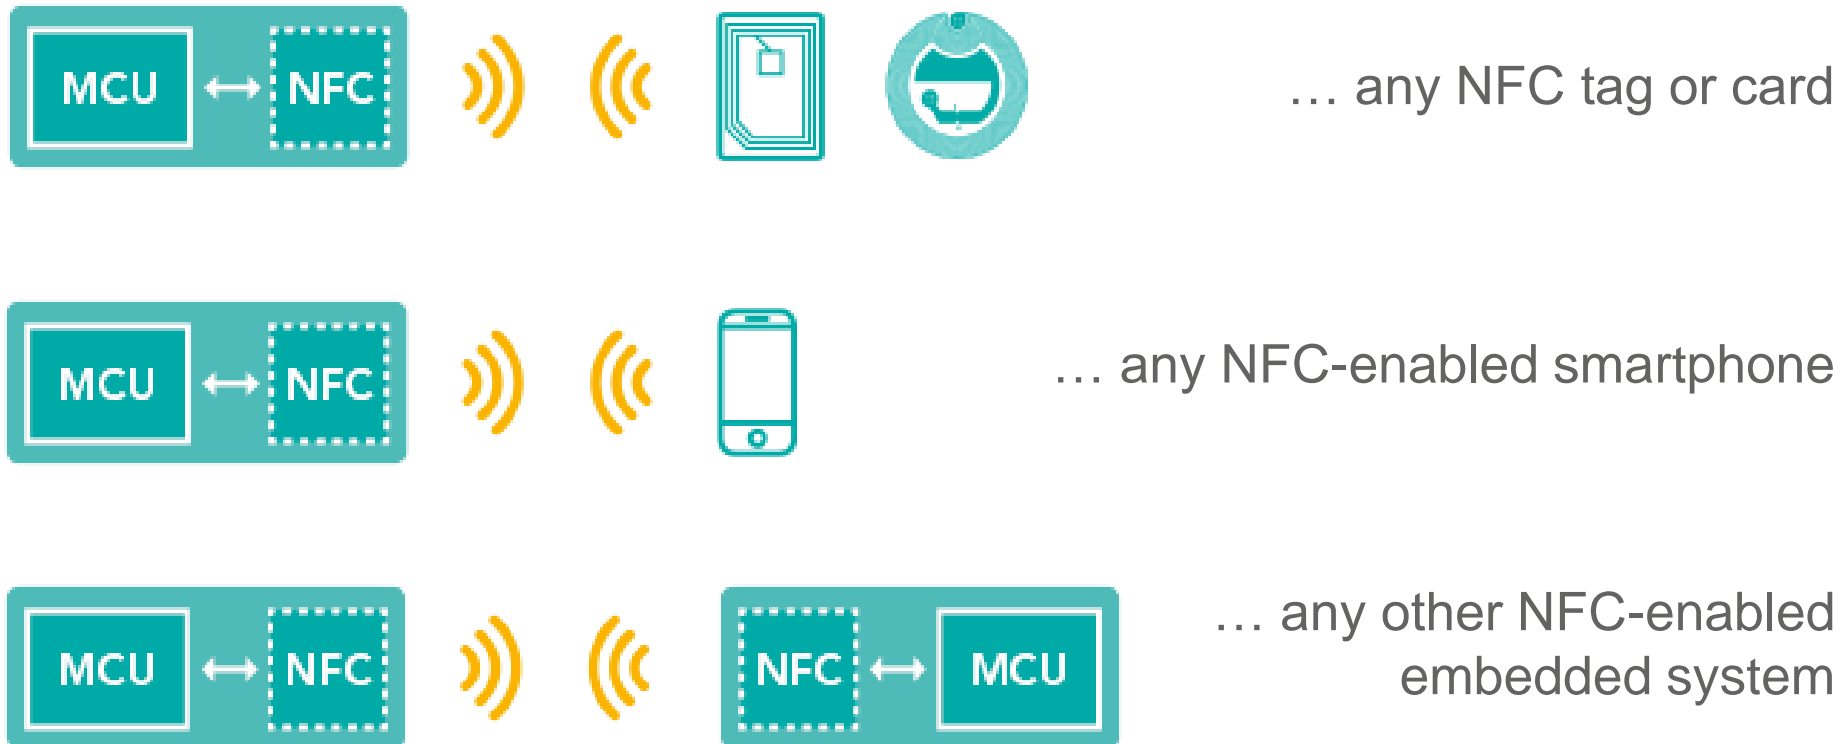 MCU NFC … any NFC tag or card
MCU NFC … any NFC-enabled smartphone
MCU NFC NFC MCU … any other NFC-enabled
embedded system